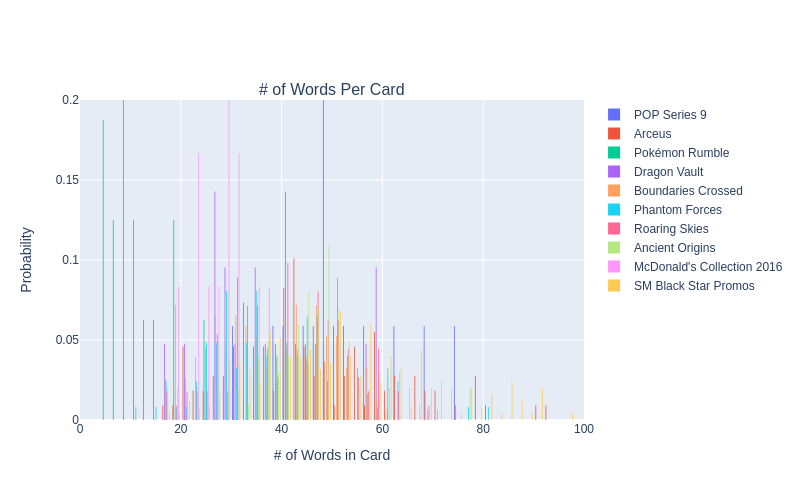 # of Words Per Card
0.2
0.15
0.1
0.05
0
Probability
0
20
40
60
80
100
# of Words in Card
POP Series 9
Arceus
Pokémon Rumble
Dragon Vault
Boundaries Crossed
Phantom Forces
Roaring Skies
Ancient Origins
McDonald's Collection 2016
SM Black Star Promos